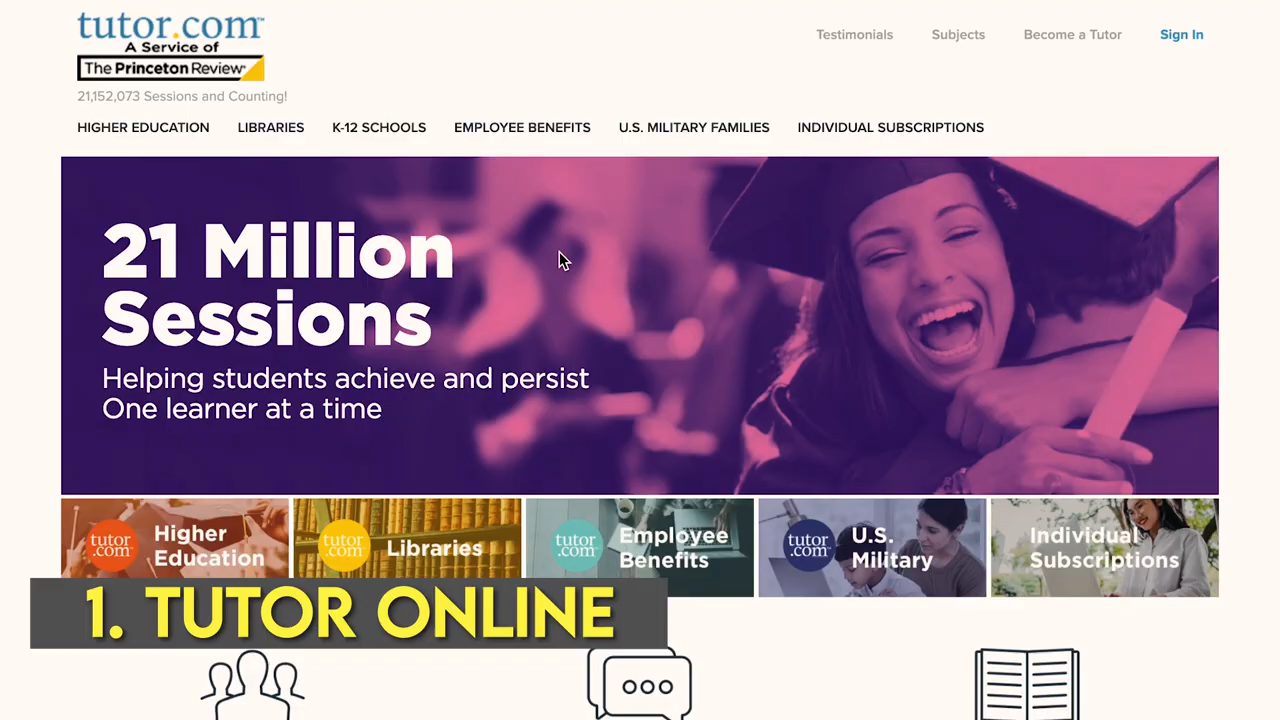 tutor.com™
A Service of
The Princeton Review
21,152,073 Sessions and Counting!
Testimonials
Subjects
Become a Tutor
Sign In
HIGHER EDUCATION
LIBRARIES
K-12 SCHOOLS
EMPLOYEE BENEFITS
U.S. MILITARY FAMILIES
INDIVIDUAL SUBSCRIPTIONS
21 Million
Sessions
Helping students achieve and persist
One learner at a time
tutor
.com
Higher
Education
tutor
.com
Libraries
tutor
.com
Employee
Benefits
tutor
.com
U.S.
Military
Individual
Subscriptions
1. TUTOR ONLINE